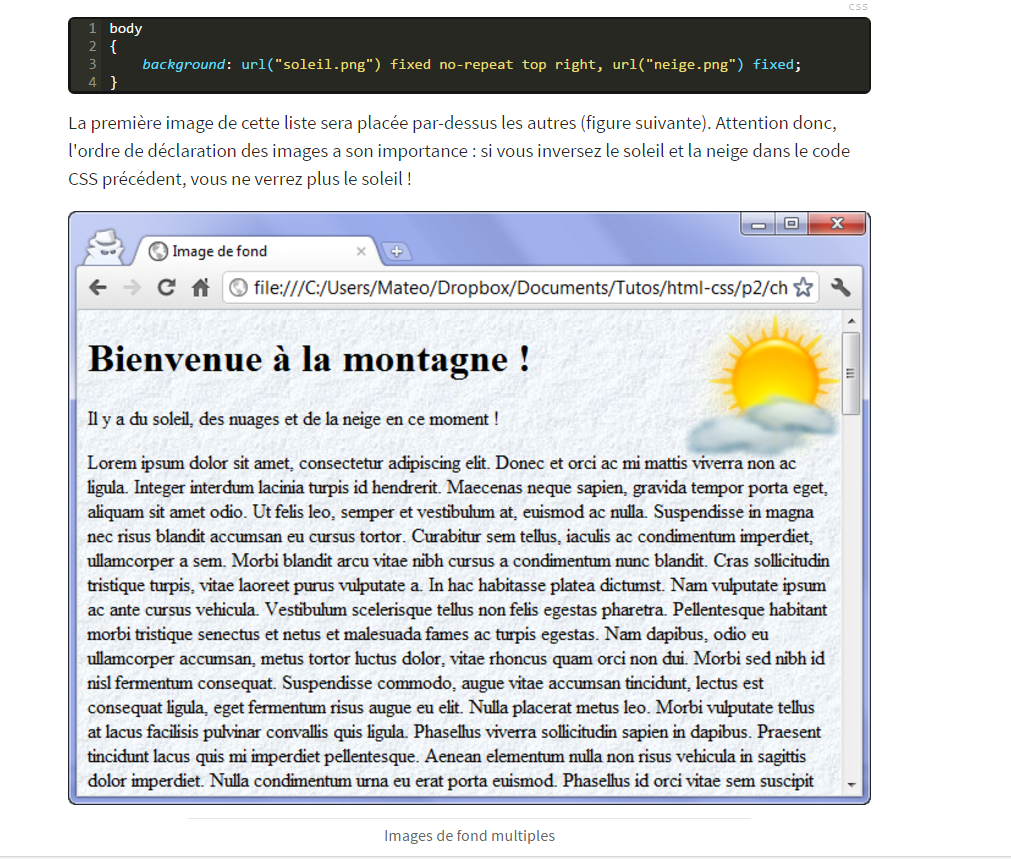 css
1 body
2 {
3 background: url("soleil.png") fixed no-repeat top right, url("neige.png") fixed;
4 }
La première image de cette liste sera placée par-dessus les autres (figure suivante). Attention donc,
l'ordre de déclaration des images a son importance : si vous inversez le soleil et la neige dans le code
CSS précédent, vous ne verrez plus le soleil !
Image de fond
file:///C:/Users/Mateo/Dropbox/Documents/Tutos/html-css/p2/ch
Bienvenue à la montagne !
Il y a du soleil, des nuages et de la neige en ce moment !
Lorem ipsum dolor sit amet, consectetur adipiscing elit. Donec et orci ac mi mattis viverra non ac
ligula. Integer interdum lacinia turpis id hendrerit. Maecenas neque sapien, gravida tempor porta eget,
aliquam sit amet odio. Ut felis leo, semper et vestibulum at, euismod ac nulla. Suspendisse in magna
nec risus blandit accumsan eu cursus tortor. Curabitur sem tellus, iaculis ac condimentum imperdiet,
ullamcorper a sem. Morbi blandit arcu vitae nibh cursus a condimentum nunc blandit. Cras sollicitudin
tristique turpis, vitae laoreet purus vulputate a. In hac habitasse platea dictumst. Nam vulputate ipsum
ac ante cursus vehicula. Vestibulum scelerisque tellus non felis egestas pharetra. Pellentesque habitant
morbi tristique senectus et netus et malesuada fames ac turpis egestas. Nam dapibus, odio eu
ullamcorper accumsan, metus tortor luctus dolor, vitae rhoncus quam orci non dui. Morbi sed nibh id
nisl fermentum consequat. Suspendisse commodo, augue vitae accumsan tincidunt, lectus est
consequat ligula, eget fermentum risus augue eu elit. Nulla placerat metus leo. Morbi vulputate tellus
at lacus facilisis pulvinar convallis quis ligula. Phasellus viverra sollicitudin sapien in dapibus. Praesent
tincidunt lacus quis mi imperdiet pellentesque. Aenean elementum nulla non risus vehicula in sagittis
dolor imperdiet. Nulla condimentum urna eu erat porta euismod. Phasellus id orci vitae sem suscipit
Images de fond multiples